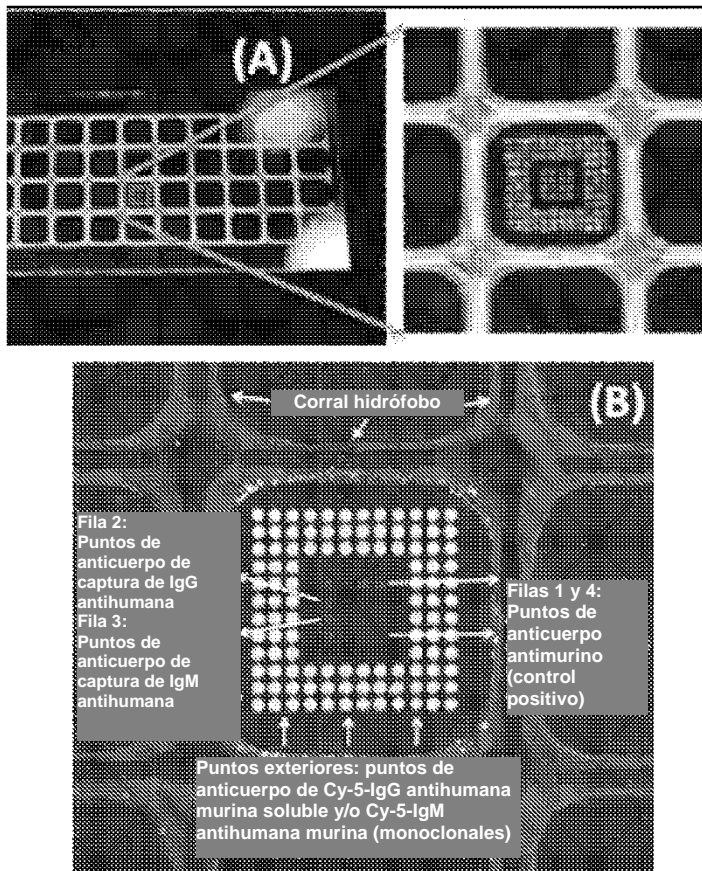 (A)
Corral hidrófobo
(B)
Fila 2:
Puntos de
anticuerpo de
captura de IgG
antihumana
Fila 3:
Puntos de
anticuerpo de
captura de IgM
antihumana
Filas 1 y 4:
Puntos de
anticuerpo
antimurino
(control
positivo)
Puntos exteriores: puntos de
anticuerpo de Cy-5-IgG antihumana
murina soluble y/o Cy-5-IgM
antihumana murina (monoclonales)